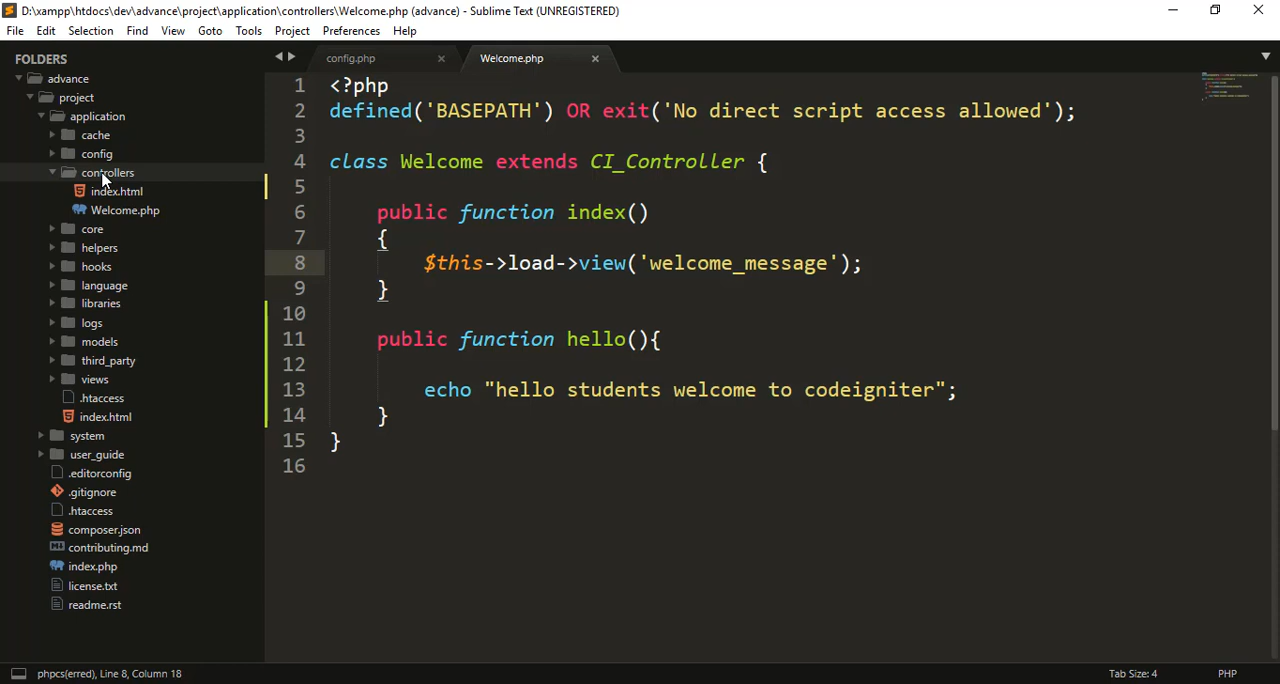 D:\xampp\htdocs\dev\advance\project\application\controllers\Welcome.php (advance) - Sublime Text (UNREGISTERED)
File Edit Selection Find View Goto Tools Project Preferences Help
FOLDERS
advance
project
application
cache
config
controllers
index.html
Welcome.php
core
helpers
hooks
language
libraries
logs
models
third_party
views
.htaccess
index.html
system
user_guide
.editorconfig
.gitignore
.htaccess
composer.json
contributing.md
index.php
license.txt
readme.rst
config.php Welcome.php
1 <?php
2 defined('BASEPATH') OR exit('No direct script access allowed');
3
4 class Welcome extends CI_Controller {
5
6 public function index()
7 {
8 $this->load->view('welcome_message');
9 }
10
11 public function hello(){
12
13 echo "hello students welcome to codeigniter";
14 }
15 }
16
phpcs(erred), Line 8, Column 18 Tab Size: 4 PHP